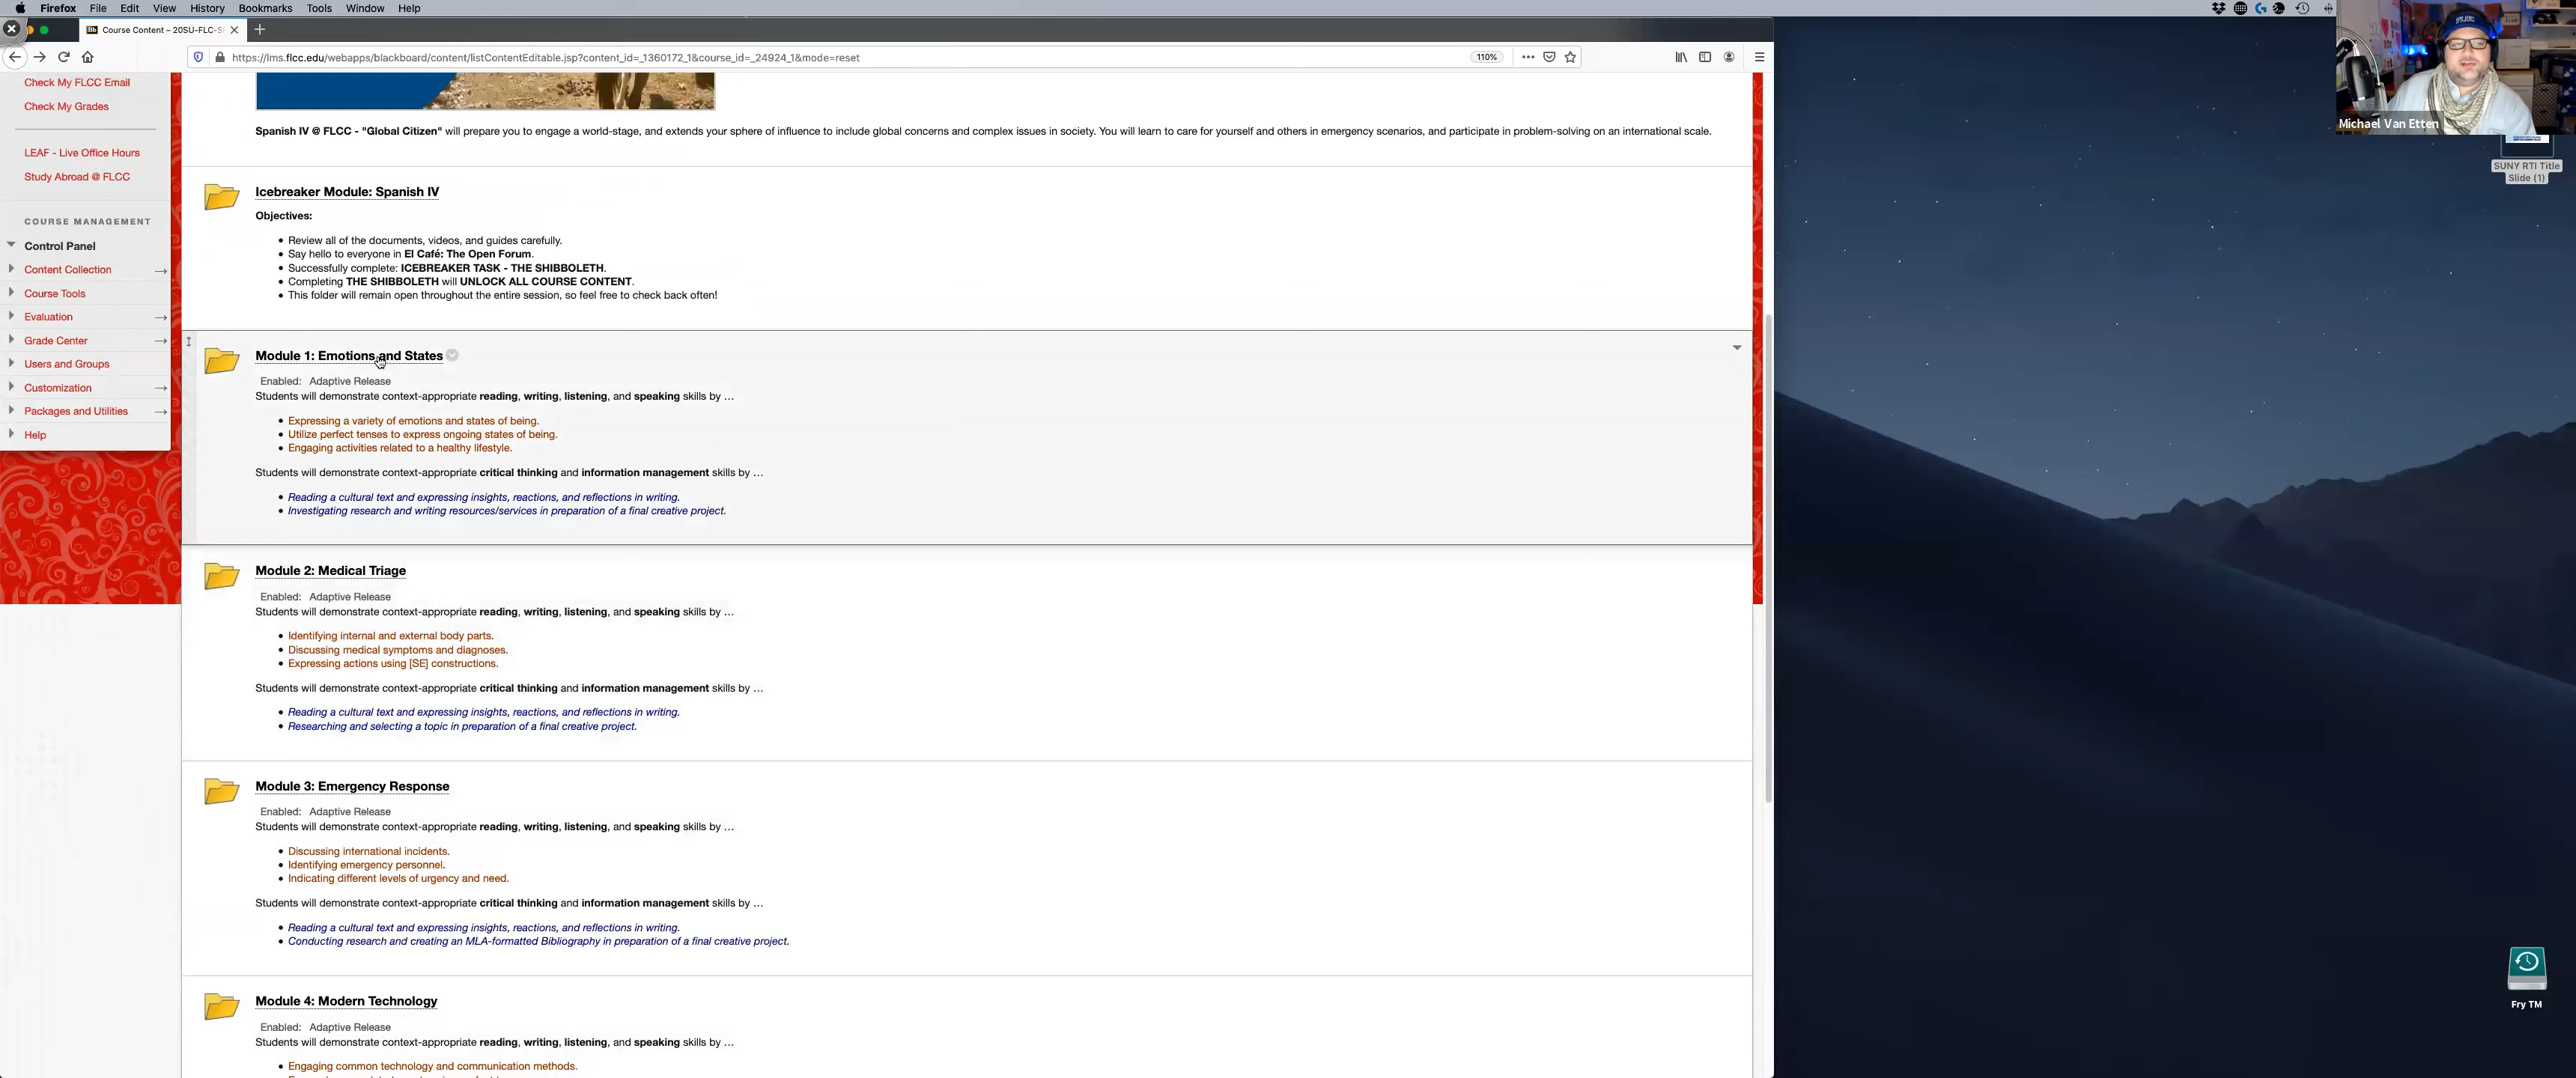 Firefox File Edit View History Bookmarks Tools Window Help
Bb Course Content – 20SU-FLC-S
https://lms.flcc.edu/webapps/blackboard/content/listContentEditable.jsp?content_id=_1360172_1&course_id=_24924_1&mode=reset
110%
Michael Van Etten
SUNY RTI Title
Slide (1)
Check My FLCC Email
Check My Grades
LEAF - Live Office Hours
Study Abroad @ FLCC
COURSE MANAGEMENT
Control Panel
Content Collection
Course Tools
Evaluation
Grade Center
Users and Groups
Customization
Packages and Utilities
Help
Spanish IV @ FLCC - "Global Citizen" will prepare you to engage a world-stage, and extends your sphere of influence to include global concerns and complex issues in society. You will learn to care for yourself and others in emergency scenarios, and participate in problem-solving on an international scale.
Icebreaker Module: Spanish IV
Objectives:
• Review all of the documents, videos, and guides carefully.
• Say hello to everyone in El Café: The Open Forum.
• Successfully complete: ICEBREAKER TASK - THE SHIBBOLETH.
• Completing THE SHIBBOLETH will UNLOCK ALL COURSE CONTENT.
• This folder will remain open throughout the entire session, so feel free to check back often!
Module 1: Emotions and States
Enabled: Adaptive Release
Students will demonstrate context-appropriate reading, writing, listening, and speaking skills by ...
• Expressing a variety of emotions and states of being.
• Utilize perfect tenses to express ongoing states of being.
• Engaging activities related to a healthy lifestyle.
Students will demonstrate context-appropriate critical thinking and information management skills by ...
• Reading a cultural text and expressing insights, reactions, and reflections in writing.
• Investigating research and writing resources/services in preparation of a final creative project.
Module 2: Medical Triage
Enabled: Adaptive Release
Students will demonstrate context-appropriate reading, writing, listening, and speaking skills by ...
• Identifying internal and external body parts.
• Discussing medical symptoms and diagnoses.
• Expressing actions using [SE] constructions.
Students will demonstrate context-appropriate critical thinking and information management skills by ...
• Reading a cultural text and expressing insights, reactions, and reflections in writing.
• Researching and selecting a topic in preparation of a final creative project.
Module 3: Emergency Response
Enabled: Adaptive Release
Students will demonstrate context-appropriate reading, writing, listening, and speaking skills by ...
• Discussing international incidents.
• Identifying emergency personnel.
• Indicating different levels of urgency and need.
Students will demonstrate context-appropriate critical thinking and information management skills by ...
• Reading a cultural text and expressing insights, reactions, and reflections in writing.
• Conducting research and creating an MLA-formatted Bibliography in preparation of a final creative project.
Module 4: Modern Technology
Enabled: Adaptive Release
Students will demonstrate context-appropriate reading, writing, listening, and speaking skills by ...
• Engaging common technology and communication methods.
Fry TM